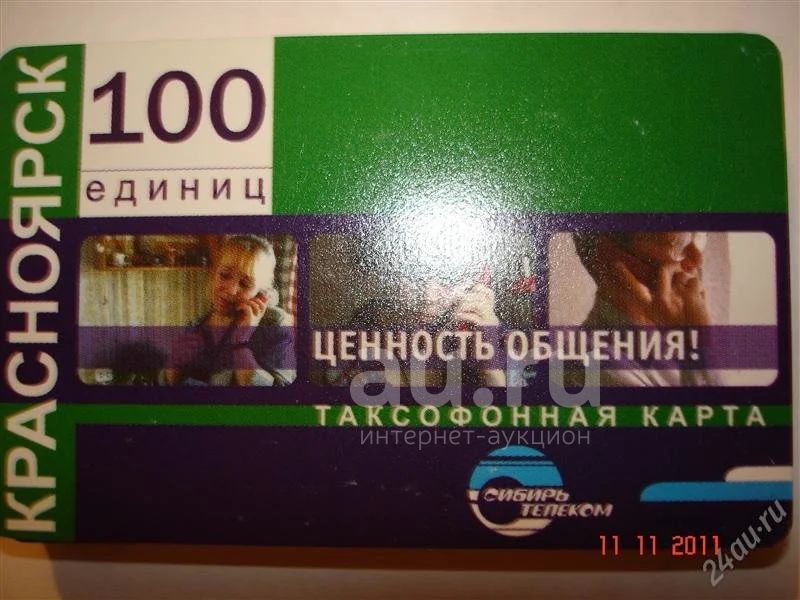 КРАСНОЯРСК
100
единиц
ЦЕННОСТЬ ОБЩЕНИЯ!
au.ru
ТАКСОФОННАЯ КАРТА
интернет-аукцион
СИБИРЬ
ТЕЛЕКОМ
11 11 2011
24au.ru